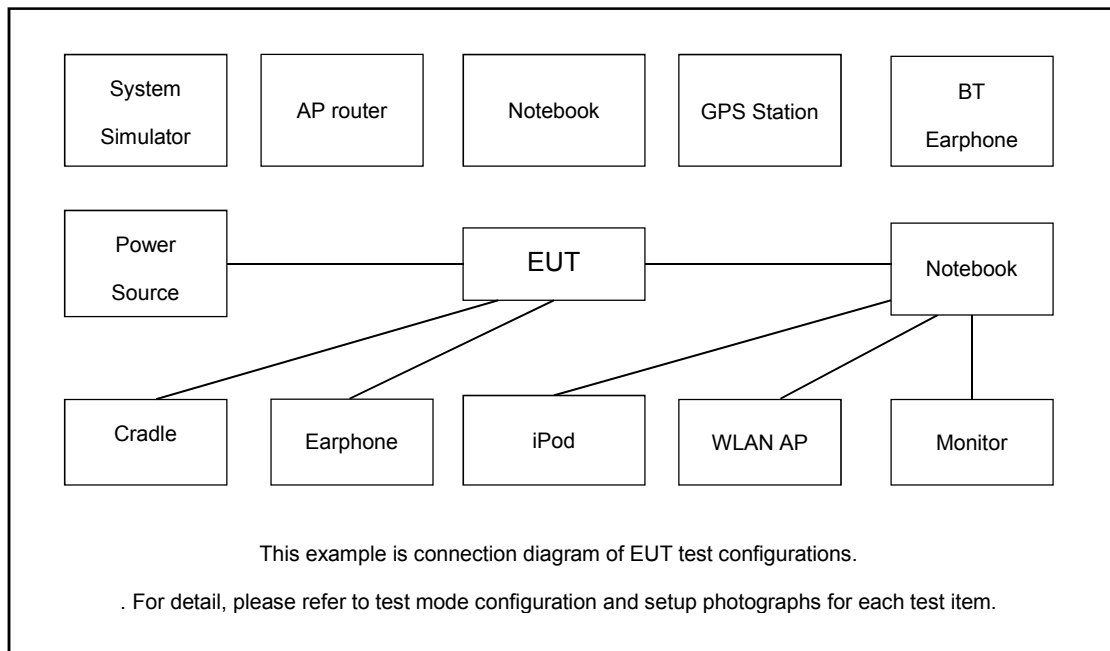 System
Simulator
AP router
Notebook
GPS Station
BT
Earphone
Power
Source
EUT
Notebook
Cradle
Earphone
iPod
WLAN AP
Monitor
This example is connection diagram of EUT test configurations.
. For detail, please refer to test mode configuration and setup photographs for each test item.